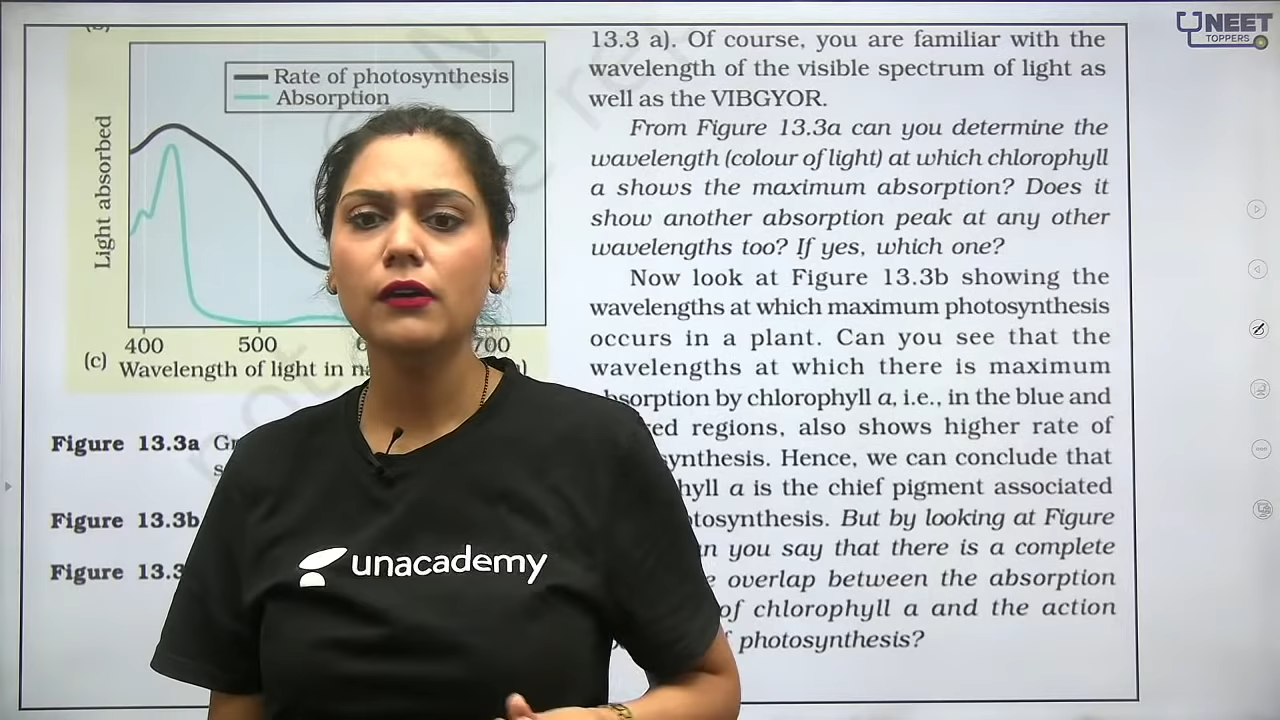 NEET
TOPPERS
Rate of photosynthesis
Absorption
Light absorbed
400 500 700
(c) Wavelength of light in
Figure 13.3a
Figure 13.3b
Figure 13.3
13.3 a). Of course, you are familiar with the
wavelength of the visible spectrum of light as
well as the VIBGYOR.
From Figure 13.3a can you determine the
wavelength (colour of light) at which chlorophyll
a shows the maximum absorption? Does it
show another absorption peak at any other
wavelengths too? If yes, which one?
Now look at Figure 13.3b showing the
wavelengths at which maximum photosynthesis
occurs in a plant. Can you see that the
wavelengths at which there is maximum
absorption by chlorophyll a, i.e., in the blue and
red regions, also shows higher rate of
synthesis. Hence, we can conclude that
hyll a is the chief pigment associated
tosynthesis. But by looking at Figure
n you say that there is a complete
overlap between the absorption
of chlorophyll a and the action
photosynthesis?
unacademy